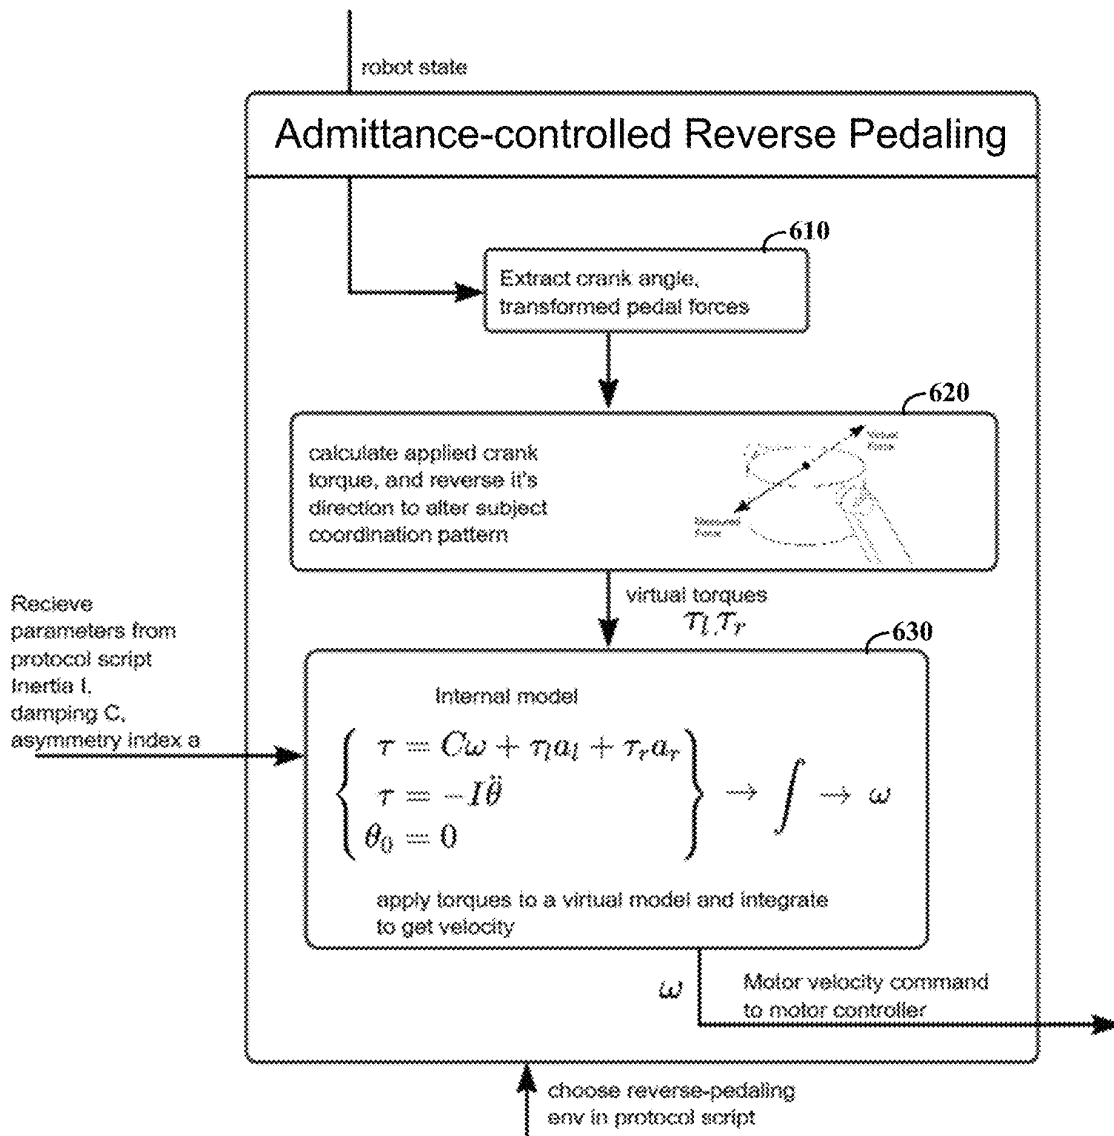 robot state
Admittance-controlled Reverse Pedaling
610
Extract crank angle,
transformed pedal forces
620
calculate applied crank
torque, and reverse it's
direction to alter subject
coordination pattern
Force
Force
virtual torques
τₗ,τᵣ
Recieve
parameters from
protocol script
Inertia I,
damping C,
asymmetry index a
630
Internal model
τ = Cω + τₗaₗ + τᵣaᵣ
τ = −Iθ̈
θ₀ = 0
→ ∫ → ω
apply torques to a virtual model and integrate
to get velocity
ω
Motor velocity command
to motor controller
choose reverse-pedaling
env in protocol script